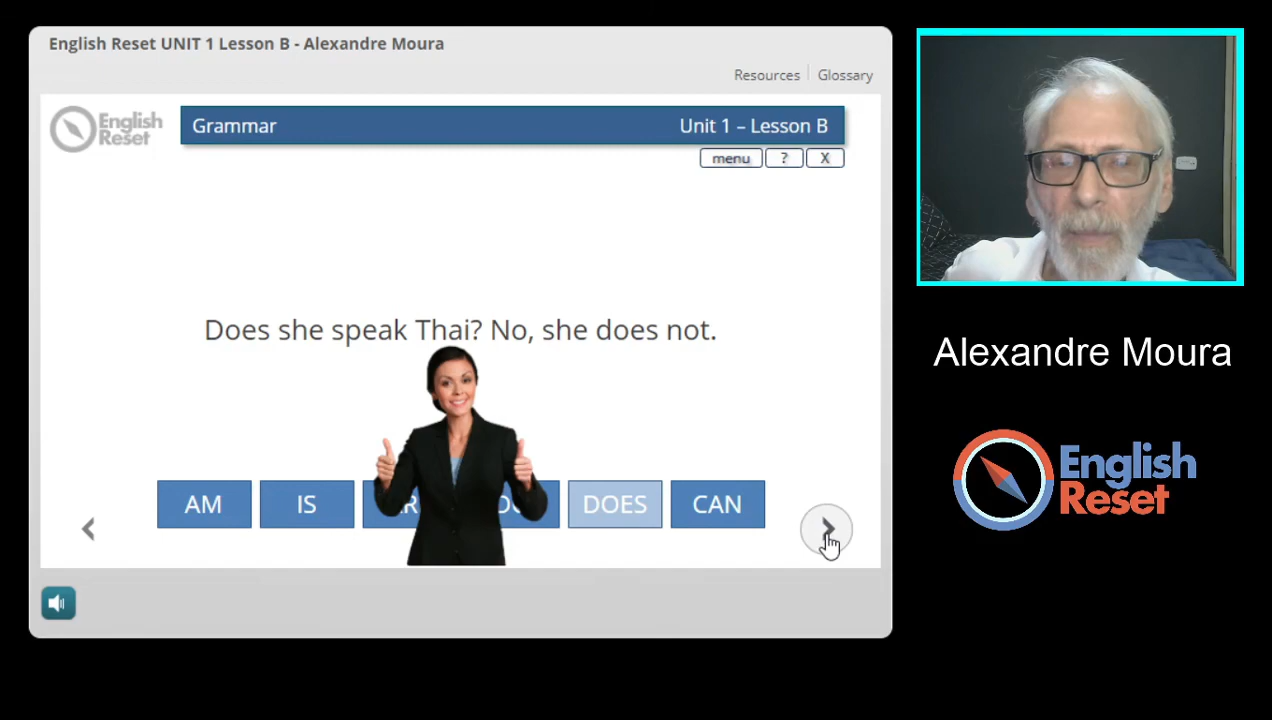 English Reset UNIT 1 Lesson B - Alexandre Moura
Resources
Glossary
English
Reset
Grammar
Unit 1 – Lesson B
menu
?
X
Does she speak Thai? No, she does not.
AM
IS
DOES
CAN
Alexandre Moura
English
Reset